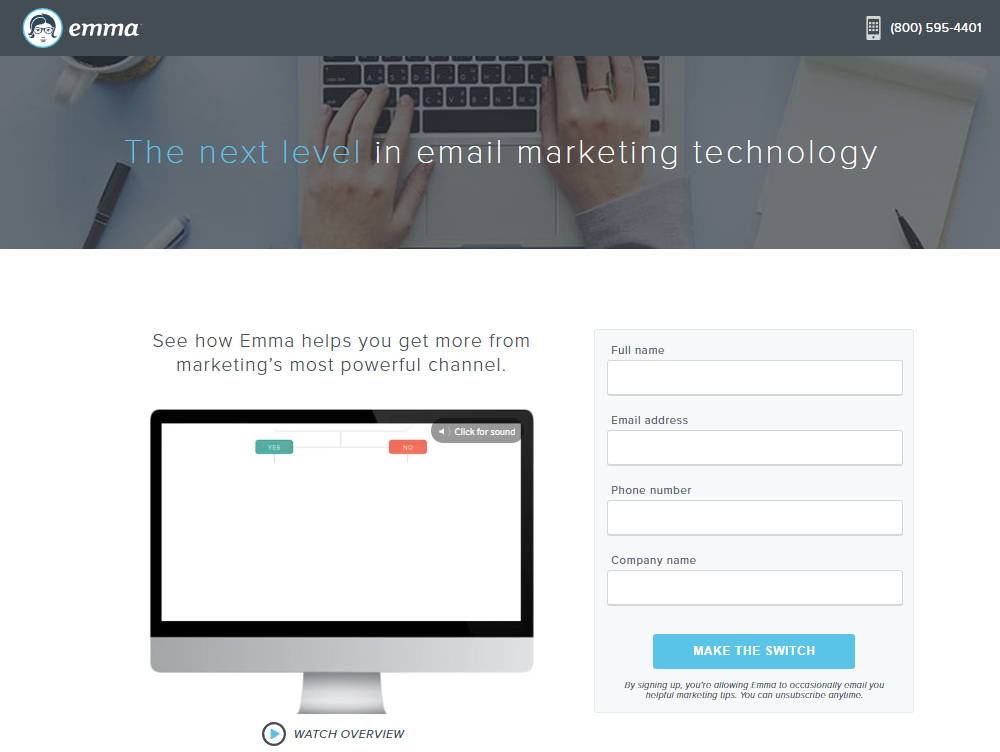 emma
(800) 595-4401
The next level in email marketing technology
See how Emma helps you get more from
marketing's most powerful channel.
Click for sound
YES
NO
WATCH OVERVIEW
Full name
Email address
Phone number
Company name
MAKE THE SWITCH
By signing up, you're allowing Emma to occasionally email you
helpful marketing tips. You can unsubscribe anytime.